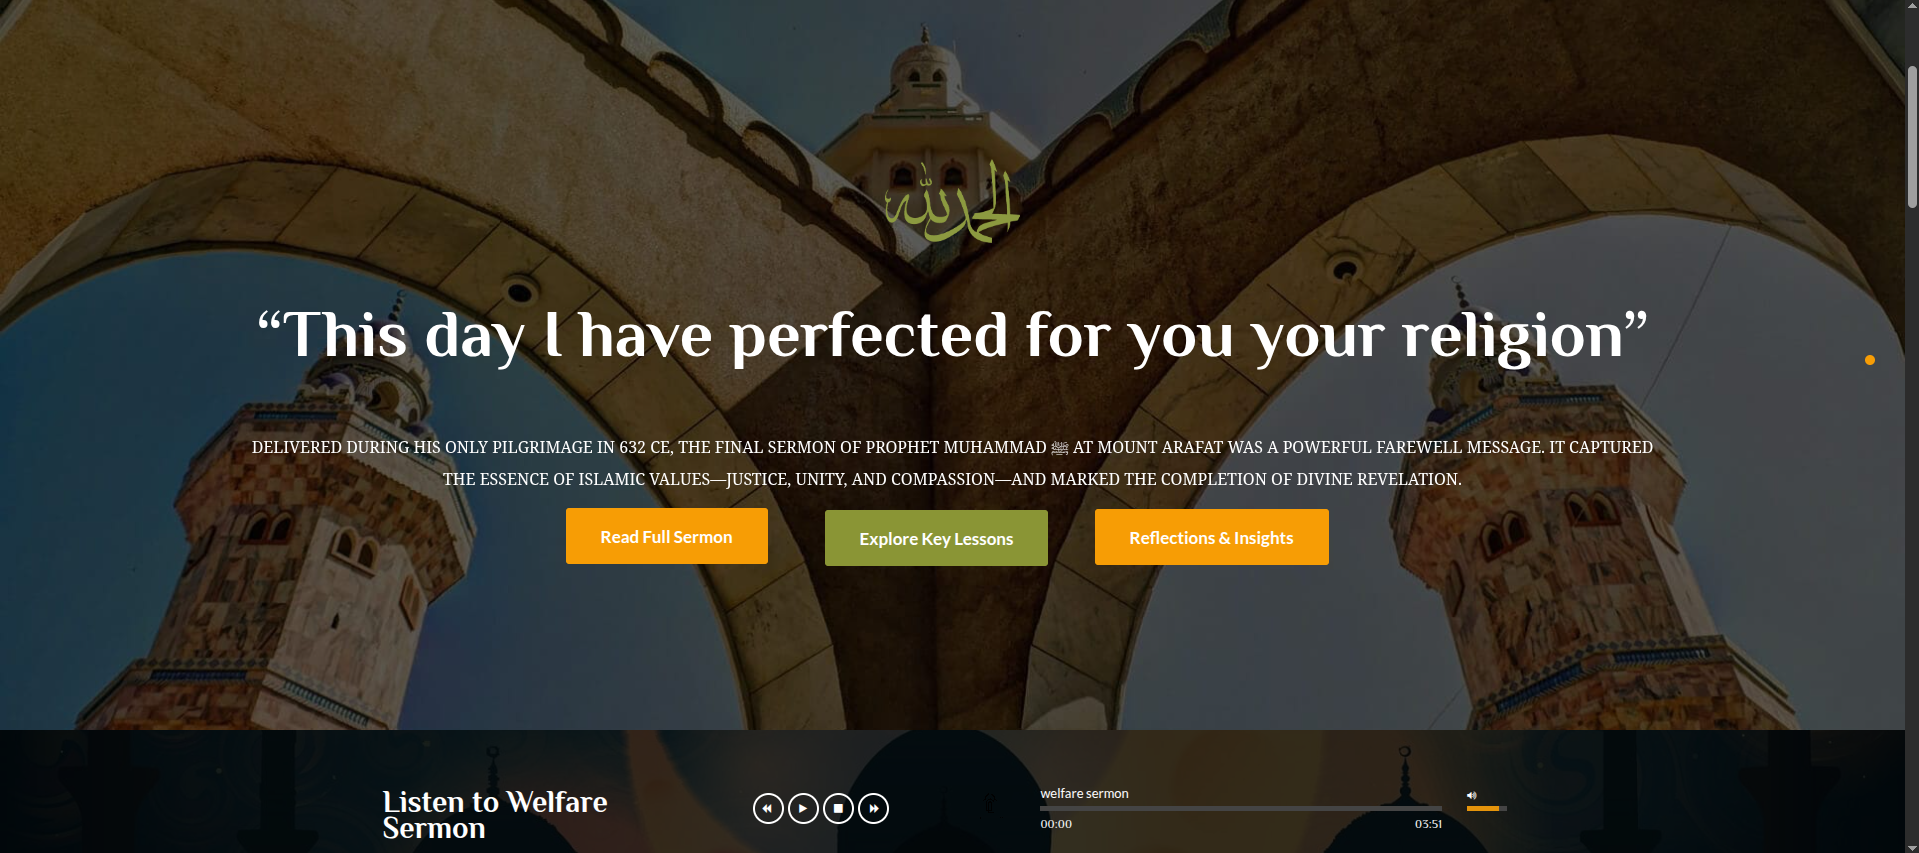 الحمد لله
“This day I have perfected for you your religion”
DELIVERED DURING HIS ONLY PILGRIMAGE IN 632 CE, THE FINAL SERMON OF PROPHET MUHAMMAD ﷺ AT MOUNT ARAFAT WAS A POWERFUL FAREWELL MESSAGE. IT CAPTURED
THE ESSENCE OF ISLAMIC VALUES—JUSTICE, UNITY, AND COMPASSION—AND MARKED THE COMPLETION OF DIVINE REVELATION.
Read Full Sermon
Explore Key Lessons
Reflections & Insights
Listen to Welfare
Sermon
welfare sermon
00:00
03:51